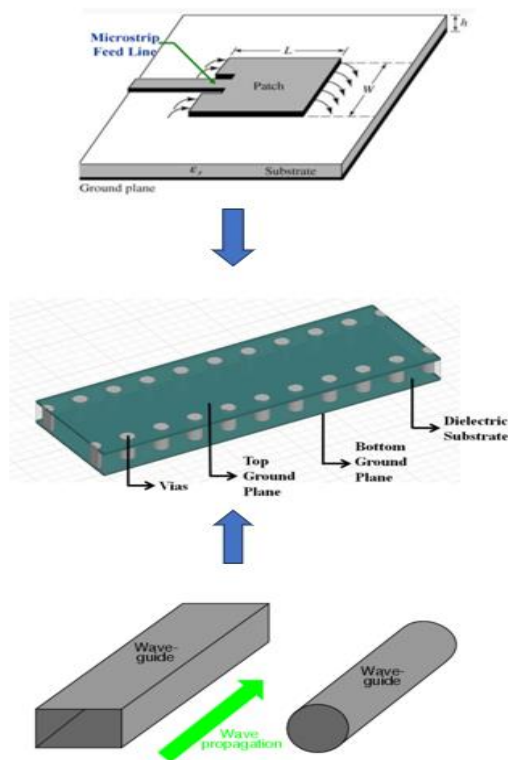 Microstrip
Feed Line
L
h
W
Patch
εr
Substrate
Ground plane
Dielectric
Substrate
Bottom
Ground
Plane
Top
Ground
Plane
Vias
Wave-
guide
Wave-
guide
Wave
propagation